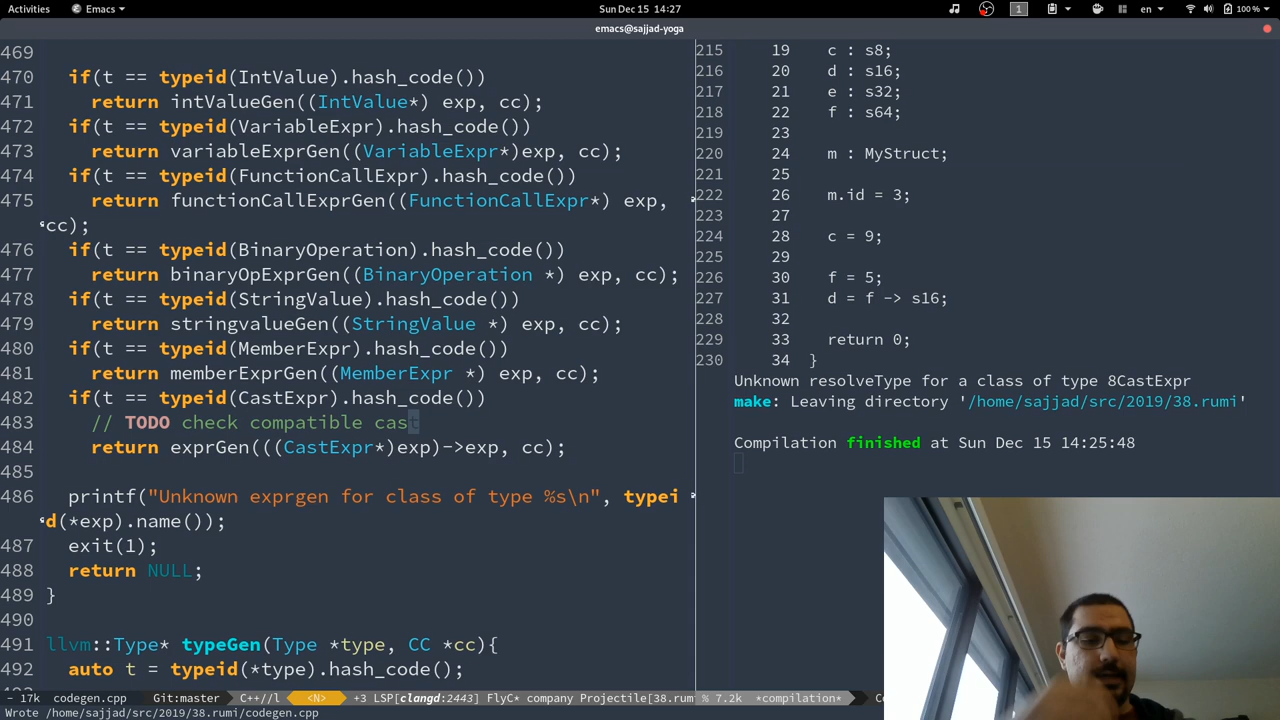 Activities Emacs Sun Dec 15 14:27 1 en 100 %
emacs@sajjad-yoga
469
470 if(t == typeid(IntValue).hash_code())
471 return intValueGen((IntValue*) exp, cc);
472 if(t == typeid(VariableExpr).hash_code())
473 return variableExprGen((VariableExpr*)exp, cc);
474 if(t == typeid(FunctionCallExpr).hash_code())
475 return functionCallExprGen((FunctionCallExpr*) exp,
cc);
476 if(t == typeid(BinaryOperation).hash_code())
477 return binaryOpExprGen((BinaryOperation *) exp, cc);
478 if(t == typeid(StringValue).hash_code())
479 return stringvalueGen((StringValue *) exp, cc);
480 if(t == typeid(MemberExpr).hash_code())
481 return memberExprGen((MemberExpr *) exp, cc);
482 if(t == typeid(CastExpr).hash_code())
483 // TODO check compatible cast
484 return exprGen(((CastExpr*)exp)->exp, cc);
485
486 printf("Unknown exprgen for class of type %s\n", typei
d(*exp).name());
487 exit(1);
488 return NULL;
489 }
490
491 llvm::Type* typeGen(Type *type, CC *cc){
492 auto t = typeid(*type).hash_code();
215 19 c : s8;
216 20 d : s16;
217 21 e : s32;
218 22 f : s64;
219 23
220 24 m : MyStruct;
221 25
222 26 m.id = 3;
223 27
224 28 c = 9;
225 29
226 30 f = 5;
227 31 d = f -> s16;
228 32
229 33 return 0;
230 34 }
Unknown resolveType for a class of type 8CastExpr
make: Leaving directory '/home/sajjad/src/2019/38.rumi'
Compilation finished at Sun Dec 15 14:25:48
- 17k codegen.cpp Git:master C++//l <N> +3 LSP[clangd:2443] FlyC* company Projectile[38.rumi % 7.2k *compilation* Co
Wrote /home/sajjad/src/2019/38.rumi/codegen.cpp